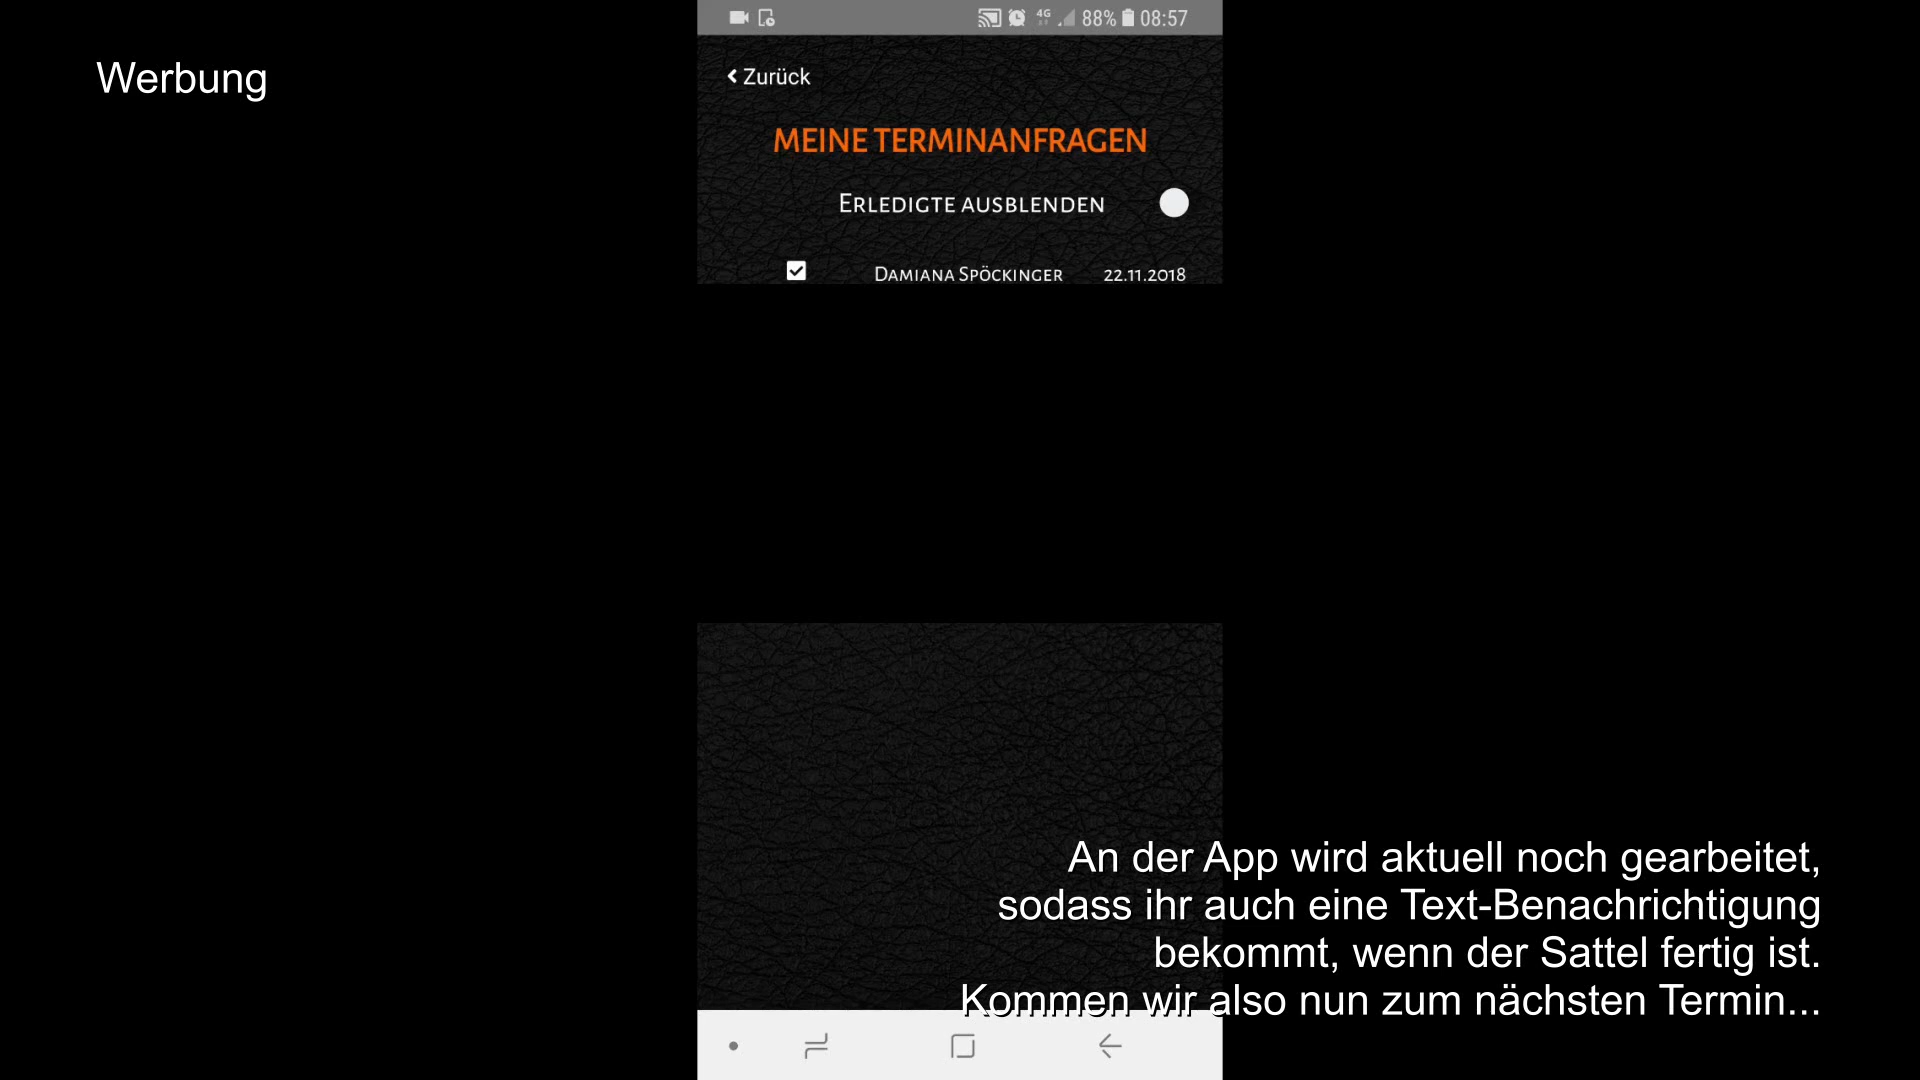 Werbung
4G
88%
08:57
Zurück
MEINE TERMINANFRAGEN
ERLEDIGTE AUSBLENDEN
DAMIANA SPÖCKINGER 22.11.2018
An der App wird aktuell noch gearbeitet,
sodass ihr auch eine Text-Benachrichtigung
bekommt, wenn der Sattel fertig ist.
Kommen wir also nun zum nächsten Termin...